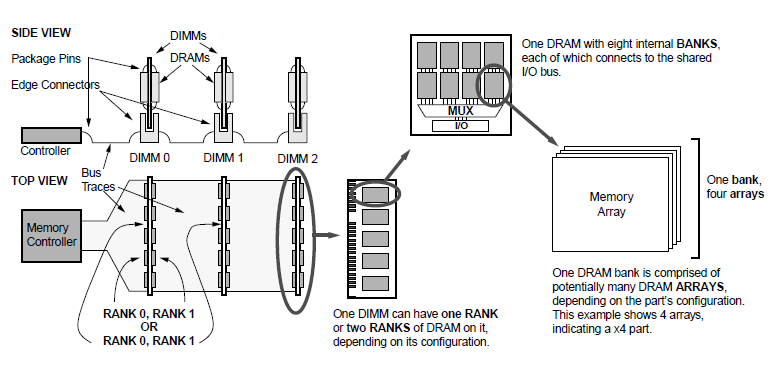 SIDE VIEW
DIMMs
Package Pins
DRAMs
Edge Connectors
Controller
DIMM 0
DIMM 1
DIMM 2
Bus
Traces
TOP VIEW
Memory
Controller
RANK 0, RANK 1
OR
RANK 0, RANK 1
One DIMM can have one RANK
or two RANKS of DRAM on it,
depending on its configuration.
MUX
I/O
One DRAM with eight internal BANKS,
each of which connects to the shared
I/O bus.
Memory
Array
One bank,
four arrays
One DRAM bank is comprised of
potentially many DRAM ARRAYS,
depending on the part's configuration.
This example shows 4 arrays,
indicating a x4 part.